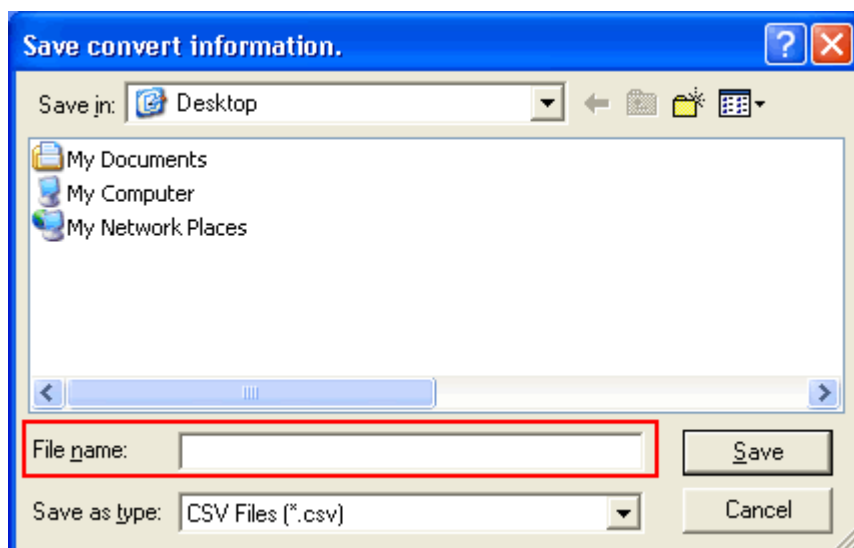 Save convert information.
Save in: Desktop
My Documents
My Computer
My Network Places
File name:
Save
Save as type: CSV Files (*.csv)
Cancel